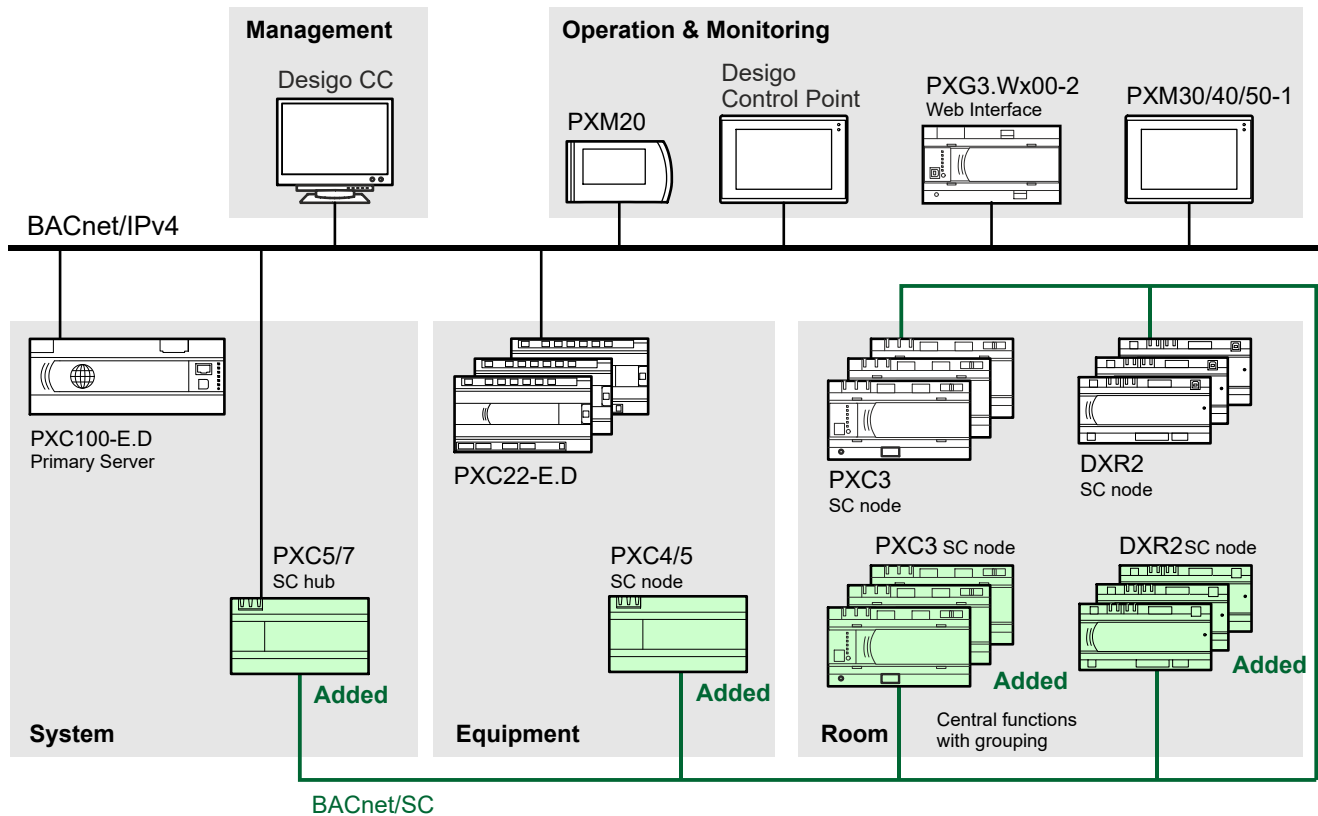 Management
Desigo CC
Operation & Monitoring
PXM20
Desigo
Control Point
PXG3.Wx00-2
Web Interface
PXM30/40/50-1
BACnet/IPv4
PXC100-E.D
Primary Server
PXC22-E.D
PXC3
SC node
DXR2
SC node
PXC5/7
SC hub
Added
System
PXC4/5
SC node
Added
Equipment
PXC3 SC node
Added
DXR2 SC node
Added
Central functions
with grouping
Room
BACnet/SC